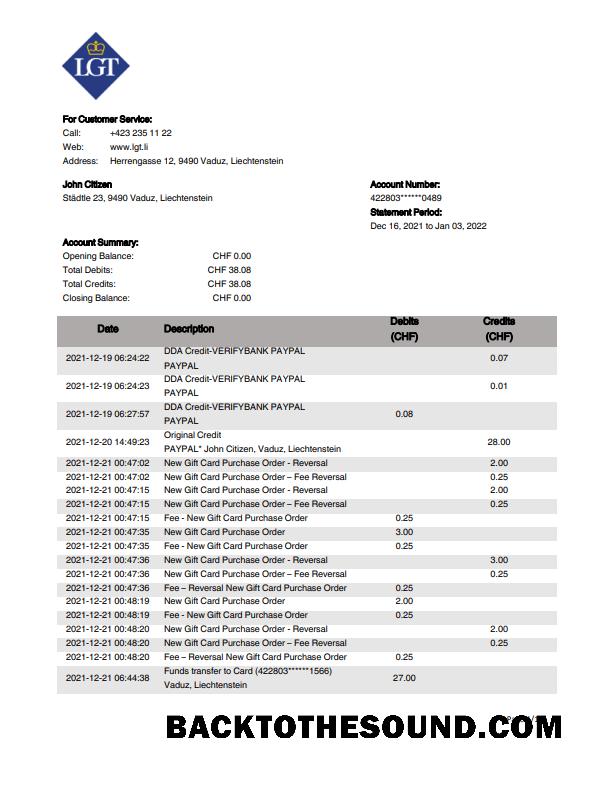 LGT
For Customer Service:
Call: +423 235 11 22
Web: www.lgt.li
Address: Herrengasse 12, 9490 Vaduz, Liechtenstein
John Citizen Account Number:
Städtle 23, 9490 Vaduz, Liechtenstein 422803******0489
Statement Period:
Dec 16, 2021 to Jan 03, 2022
Account Summary:
Opening Balance: CHF 0.00
Total Debits: CHF 38.08
Total Credits: CHF 38.08
Closing Balance: CHF 0.00
Date Description Debits (CHF) Credits (CHF)
2021-12-19 06:24:22 DDA Credit-VERIFYBANK PAYPAL PAYPAL 0.07
2021-12-19 06:24:23 DDA Credit-VERIFYBANK PAYPAL PAYPAL 0.01
2021-12-19 06:27:57 DDA Credit-VERIFYBANK PAYPAL PAYPAL 0.08
2021-12-20 14:49:23 Original Credit PAYPAL* John Citizen, Vaduz, Liechtenstein 28.00
2021-12-21 00:47:02 New Gift Card Purchase Order - Reversal 2.00
2021-12-21 00:47:02 New Gift Card Purchase Order – Fee Reversal 0.25
2021-12-21 00:47:15 New Gift Card Purchase Order - Reversal 2.00
2021-12-21 00:47:15 New Gift Card Purchase Order – Fee Reversal 0.25
2021-12-21 00:47:15 Fee - New Gift Card Purchase Order 0.25
2021-12-21 00:47:35 New Gift Card Purchase Order 3.00
2021-12-21 00:47:35 Fee - New Gift Card Purchase Order 0.25
2021-12-21 00:47:36 New Gift Card Purchase Order - Reversal 3.00
2021-12-21 00:47:36 New Gift Card Purchase Order – Fee Reversal 0.25
2021-12-21 00:47:36 Fee – Reversal New Gift Card Purchase Order 0.25
2021-12-21 00:48:19 New Gift Card Purchase Order 2.00
2021-12-21 00:48:19 Fee - New Gift Card Purchase Order 0.25
2021-12-21 00:48:20 New Gift Card Purchase Order - Reversal 2.00
2021-12-21 00:48:20 New Gift Card Purchase Order – Fee Reversal 0.25
2021-12-21 00:48:20 Fee – Reversal New Gift Card Purchase Order 0.25
2021-12-21 06:44:38 Funds transfer to Card (422803******1566) Vaduz, Liechtenstein 27.00
BACKTOTHESOUND.COM